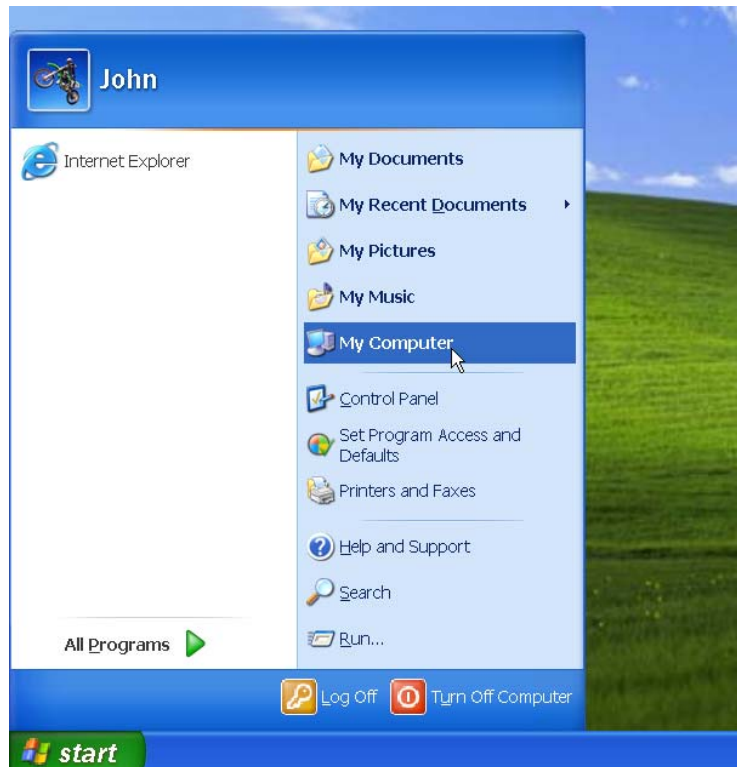 John
Internet Explorer
All Programs
My Documents
My Recent Documents
My Pictures
My Music
My Computer
Control Panel
Set Program Access and
Defaults
Printers and Faxes
Help and Support
Search
Run...
Log Off
Turn Off Computer
start